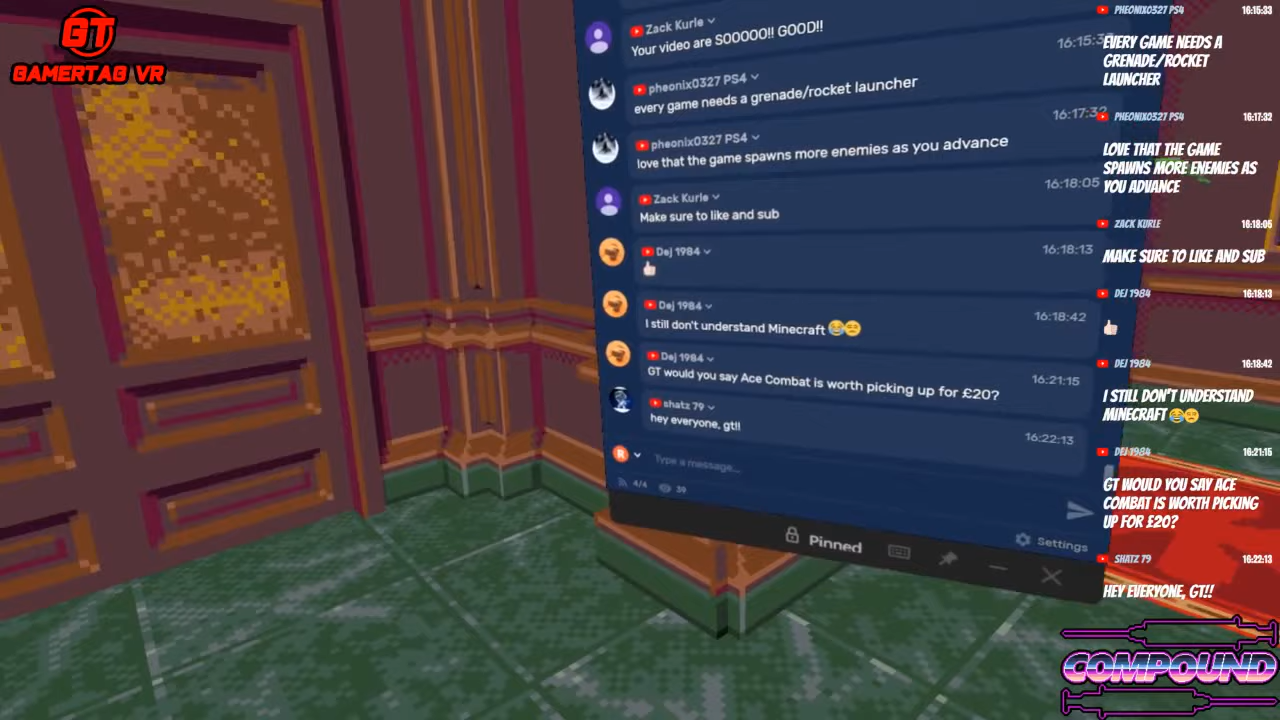 GT
GAMERTAG VR
Zack Kurle
Your video are SOOOOO!! GOOD!!
16:15:3
pheonix0327 PS4
every game needs a grenade/rocket launcher
16:17:32
pheonix0327 PS4
love that the game spawns more enemies as you advance
16:18:05
Zack Kurle
Make sure to like and sub
16:18:13
Dej 1984
👍🏻
16:18:42
Dej 1984
I still don't understand Minecraft 😂😔
16:21:15
Dej 1984
GT would you say Ace Combat is worth picking up for £20?
16:22:13
shatz 79
hey everyone, gt!!
R
Type a message...
4/4
39
Settings
Pinned
PHEONIX0327 PS4
16:15:33
EVERY GAME NEEDS A
GRENADE/ROCKET
LAUNCHER
PHEONIX0327 PS4
16:17:32
LOVE THAT THE GAME
SPAWNS MORE ENEMIES AS
YOU ADVANCE
ZACK KURLE
16:18:05
MAKE SURE TO LIKE AND SUB
DEJ 1984
16:18:13
👍🏻
DEJ 1984
16:18:42
I STILL DON'T UNDERSTAND
MINECRAFT 😂😔
DEJ 1984
16:21:15
GT WOULD YOU SAY ACE
COMBAT IS WORTH PICKING
UP FOR £20?
SHATZ 79
16:22:13
HEY EVERYONE, GT!!
COMPOUND